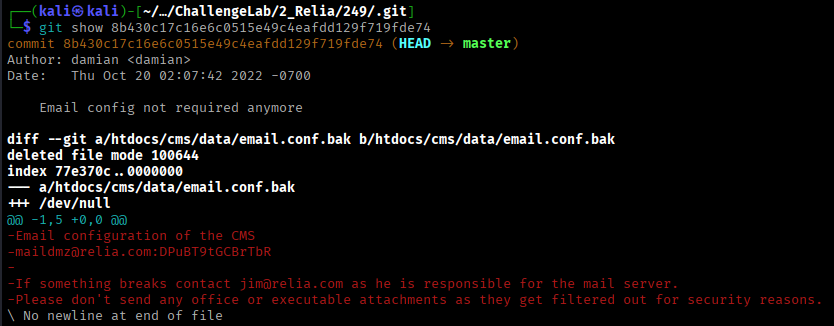 ┌──(kali㉿kali)-[~/…/ChallengeLab/2_Relia/249/.git]
└─$ git show 8b430c17c16e6c0515e49c4eafdd129f719fde74
commit 8b430c17c16e6c0515e49c4eafdd129f719fde74 (HEAD → master)
Author: damian <damian>
Date:   Thu Oct 20 02:07:42 2022 -0700

    Email config not required anymore

diff --git a/htdocs/cms/data/email.conf.bak b/htdocs/cms/data/email.conf.bak
deleted file mode 100644
index 77e370c..0000000
--- a/htdocs/cms/data/email.conf.bak
+++ /dev/null
@@ -1,5 +0,0 @@
-Email configuration of the CMS
-maildmz@relia.com:DPuBT9tGCBrTbR
-
-If something breaks contact jim@relia.com as he is responsible for the mail server.
-Please don't send any office or executable attachments as they get filtered out for security reasons.
\ No newline at end of file